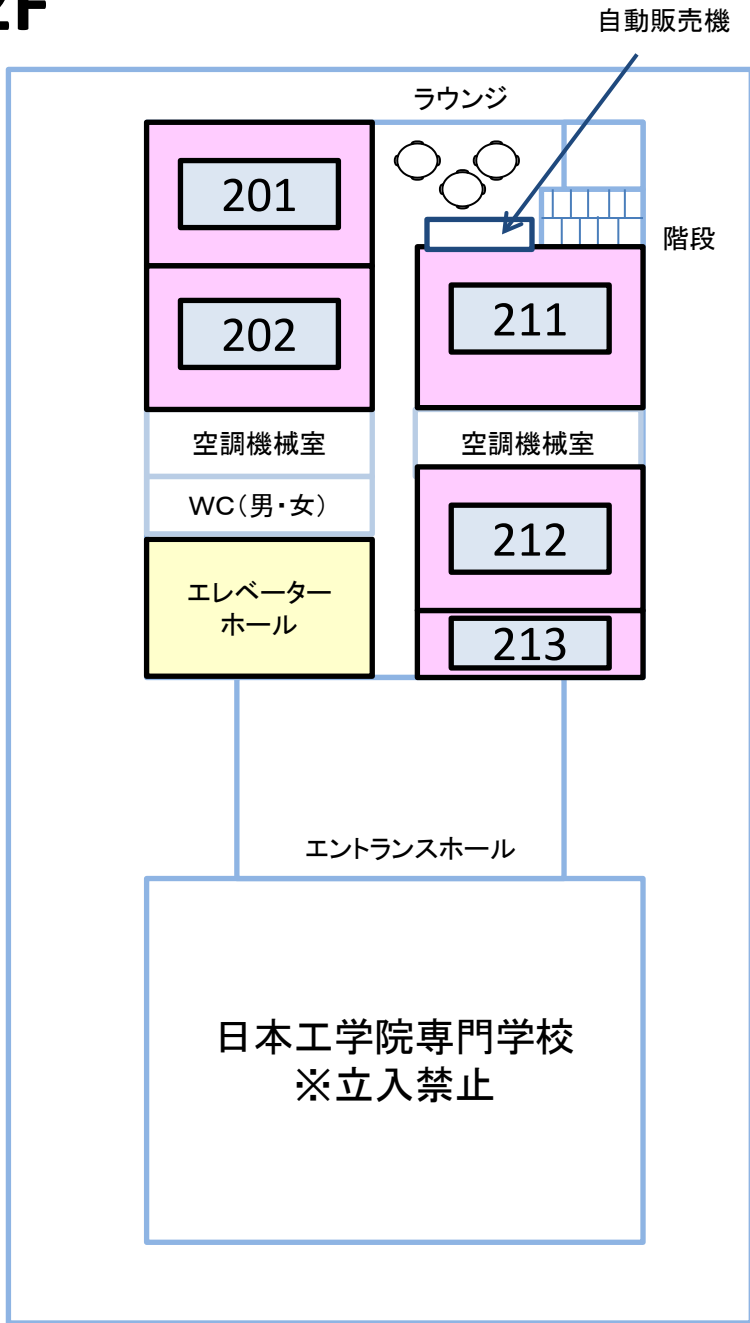 2F
自動販売機
ラウンジ
201
階段
202
211
空調機械室
空調機械室
WC(男・女)
212
エレベーター
ホール
213
エントランスホール
日本工学院専門学校
※立入禁止